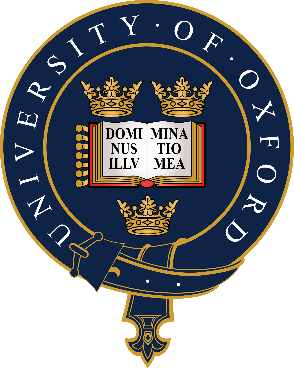 UNIVERSITY · OF · OXFORD
DOMI
NUS
ILLV
MINA
TIO
MEA